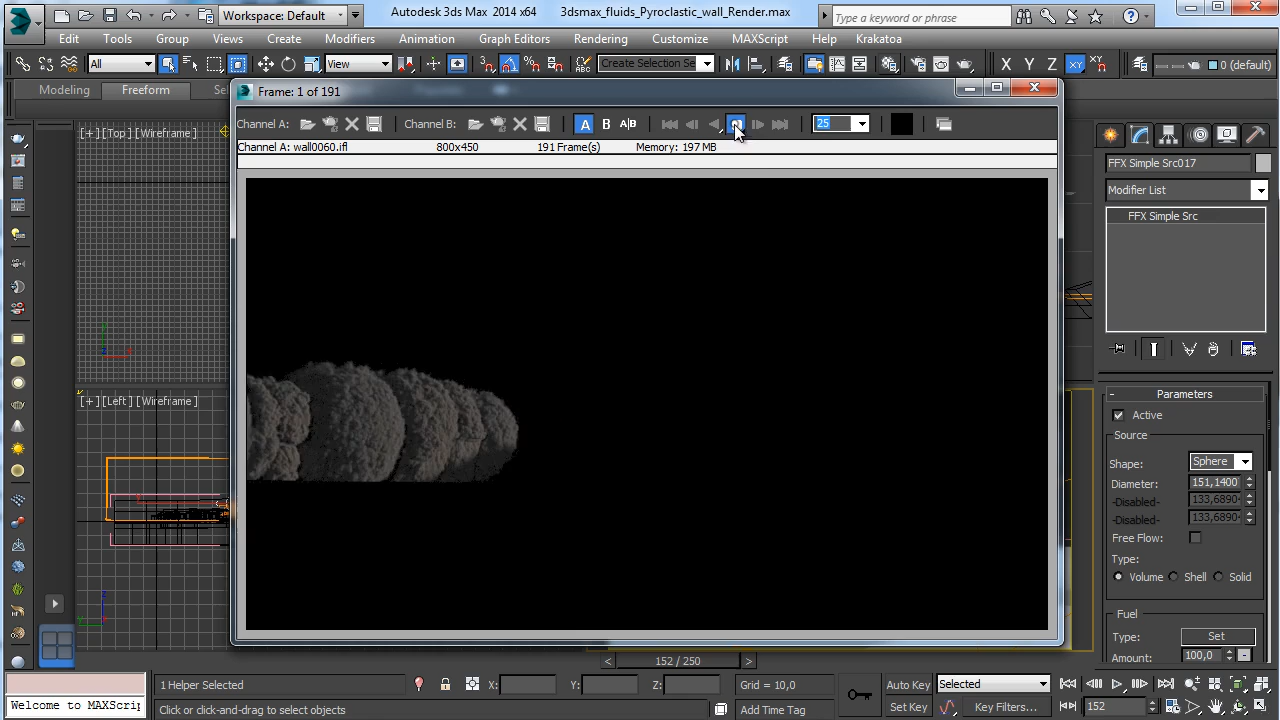 Workspace: Default
Autodesk 3ds Max  2014 x64
3dsmax_fluids_Pyroclastic_wall_Render.max
Type a keyword or phrase
Edit
Tools
Group
Views
Create
Modifiers
Animation
Graph Editors
Rendering
Customize
MAXScript
Help
Krakatoa
All
View
Create Selection Se
X
Y
Z
XY
0 (default)
Modeling
Freeform
Frame: 1 of 191
Channel A:
Channel B:
A
B
A|B
25
Channel A: wall0060.ifl
800x450
191 Frame(s)
Memory: 197 MB
[+] [Top] [Wireframe]
[+] [Left] [Wireframe]
FFX Simple Src017
Modifier List
FFX Simple Src
Parameters
Active
Source
Shape:
Sphere
Diameter:
151,1400
-Disabled-
133,6890
-Disabled-
133,6890
Free Flow:
Type:
Volume
Shell
Solid
Fuel
Type:
Set
Amount:
100,0
152 / 250
1 Helper Selected
X:
Y:
Z:
Grid = 10,0
Auto Key
Selected
Welcome to MAXScrip
Click or click-and-drag to select objects
Add Time Tag
Set Key
Key Filters...
152